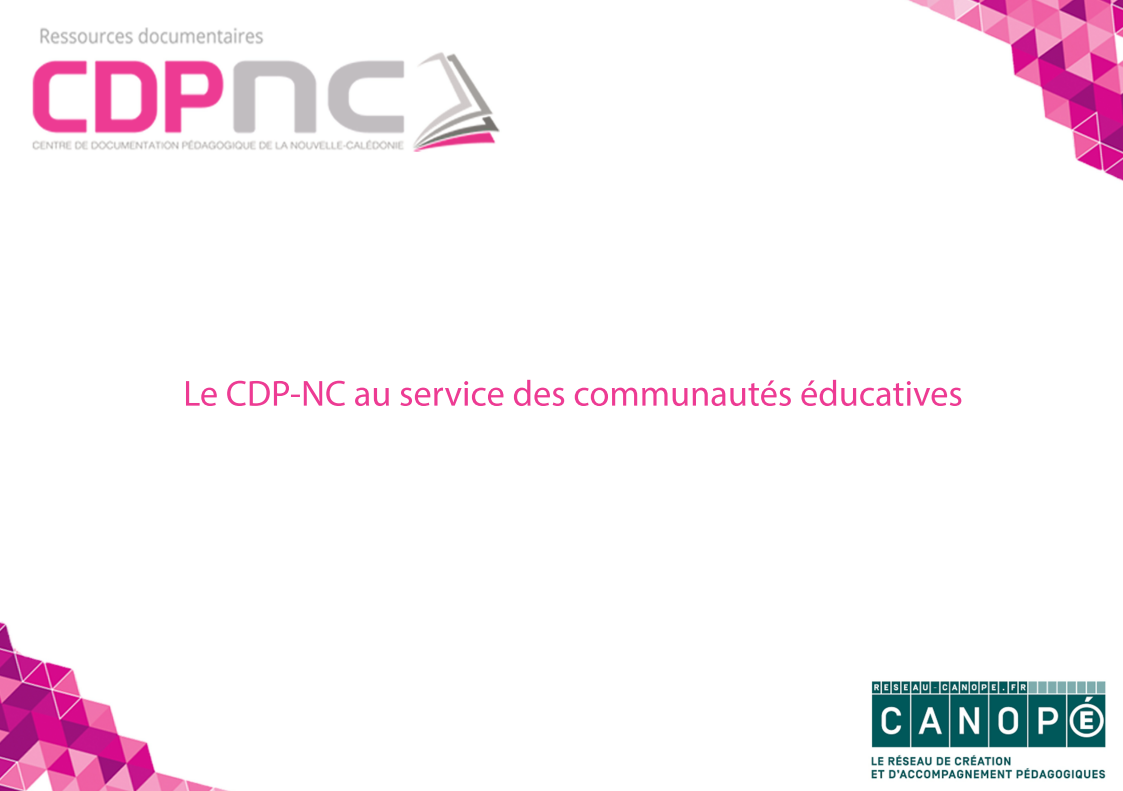 Ressources documentaires
CDPNC
CENTRE DE DOCUMENTATION PÉDAGOGIQUE DE LA NOUVELLE-CALÉDONIE
Le CDP-NC au service des communautés éducatives
RESEAU-CANOPE.FR
CANOPÉ
LE RÉSEAU DE CRÉATION
ET D'ACCOMPAGNEMENT PÉDAGOGIQUES